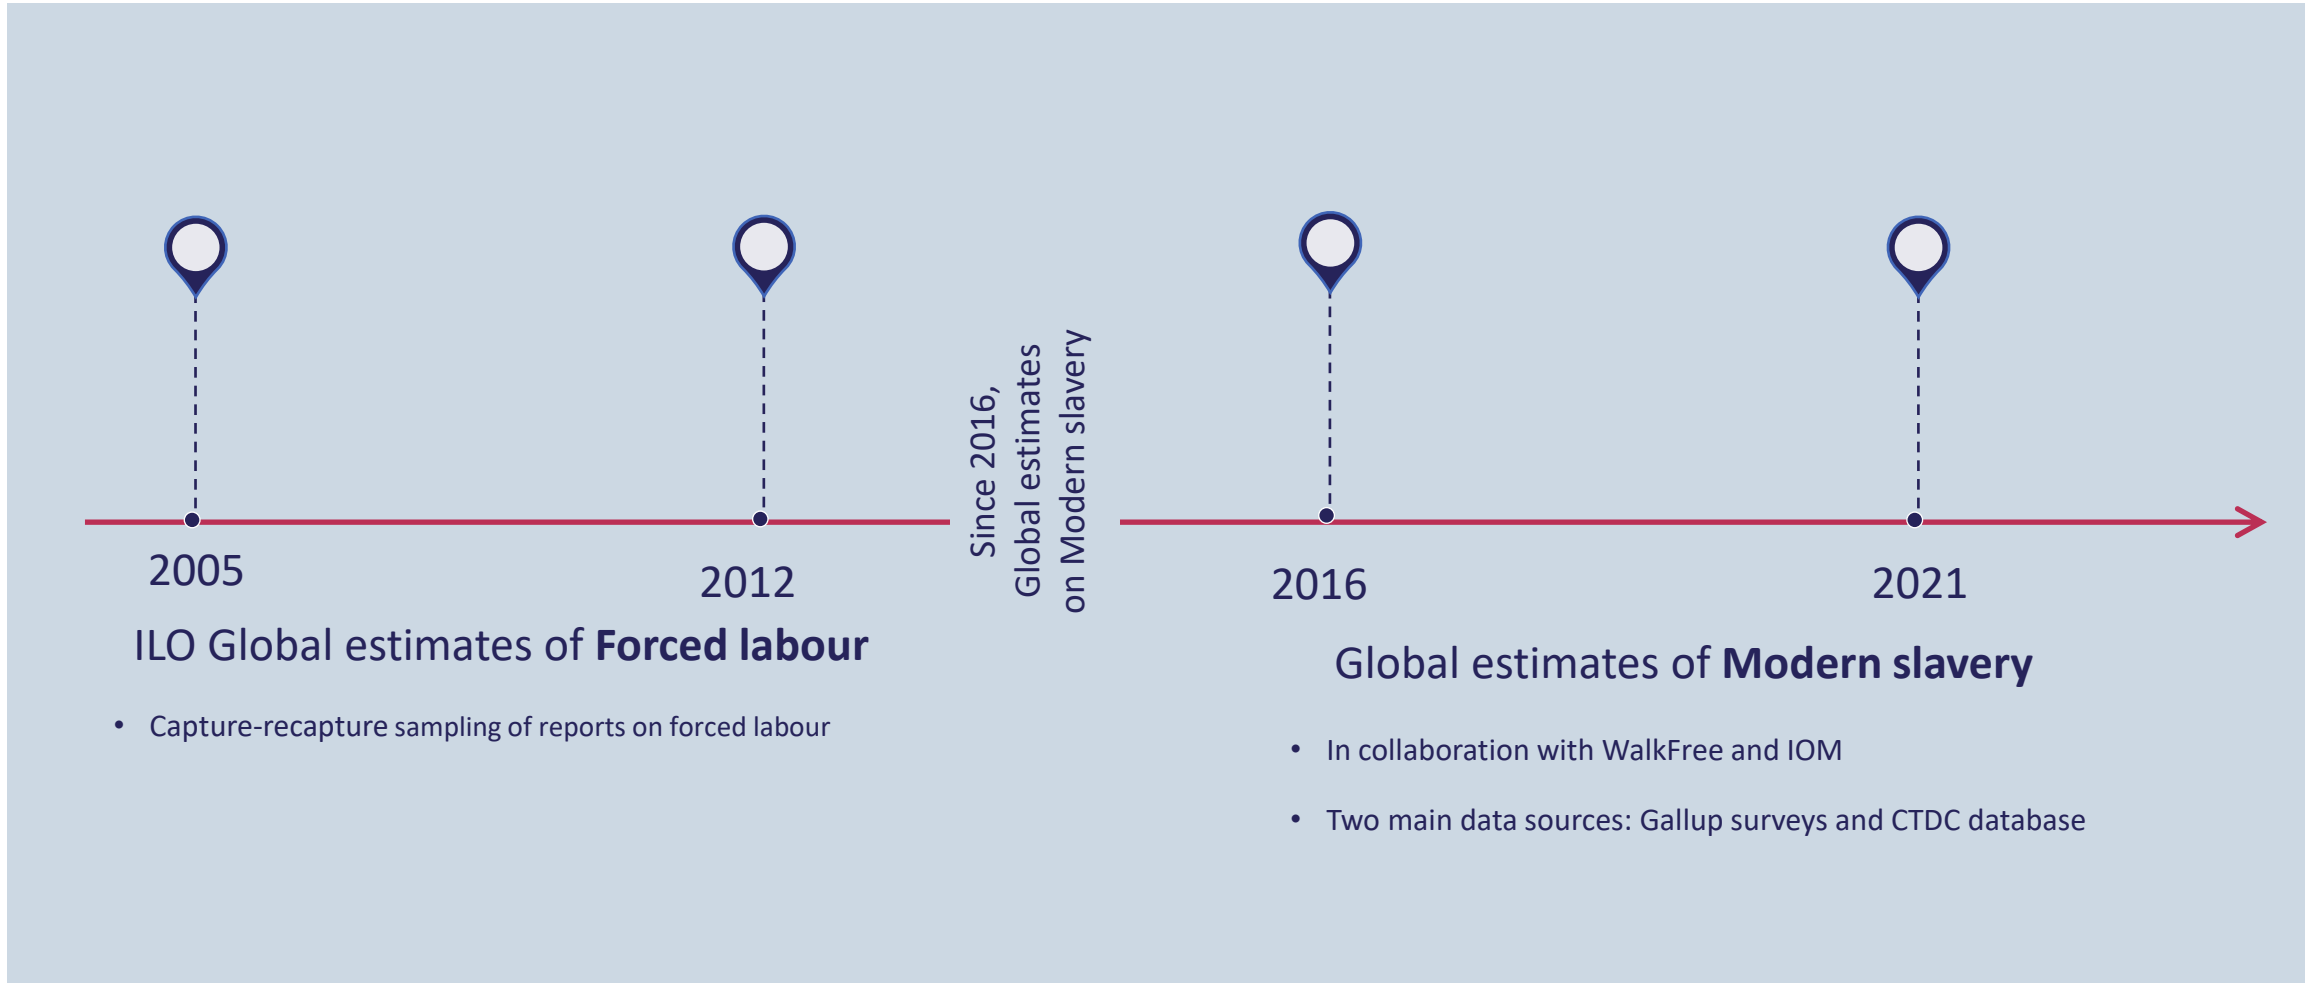 2005
2012
ILO Global estimates of Forced labour
• Capture-recapture sampling of reports on forced labour
Since 2016,
Global estimates
on Modern slavery
2016
2021
Global estimates of Modern slavery
• In collaboration with WalkFree and IOM
• Two main data sources: Gallup surveys and CTDC database